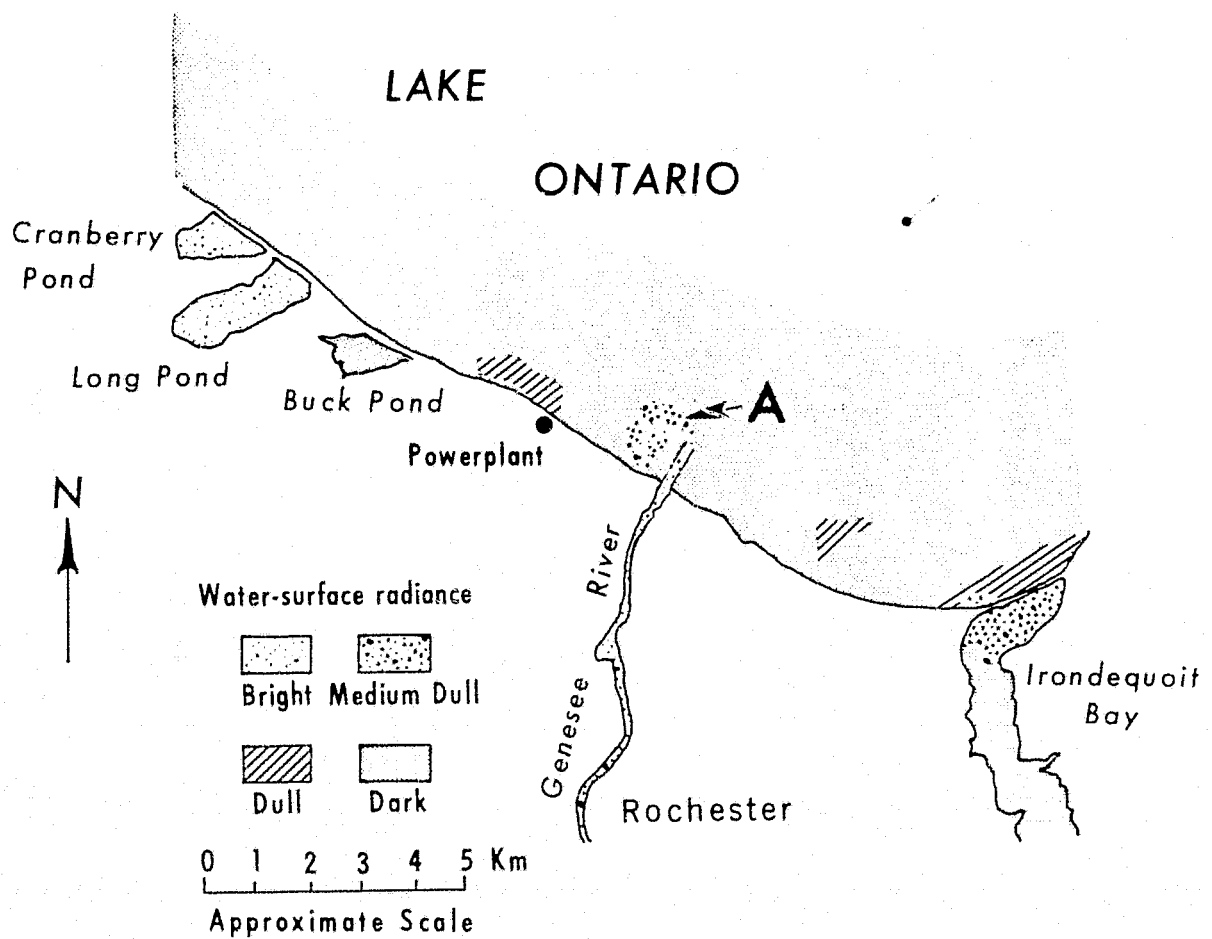 LAKE
ONTARIO
Cranberry
Pond
Long Pond
Buck Pond
A
Powerplant
N
River
Genesee
Water-surface radiance
Bright Medium Dull
Dull Dark
Irondequoit
Bay
Rochester
0 1 2 3 4 5 Km
Approximate Scale